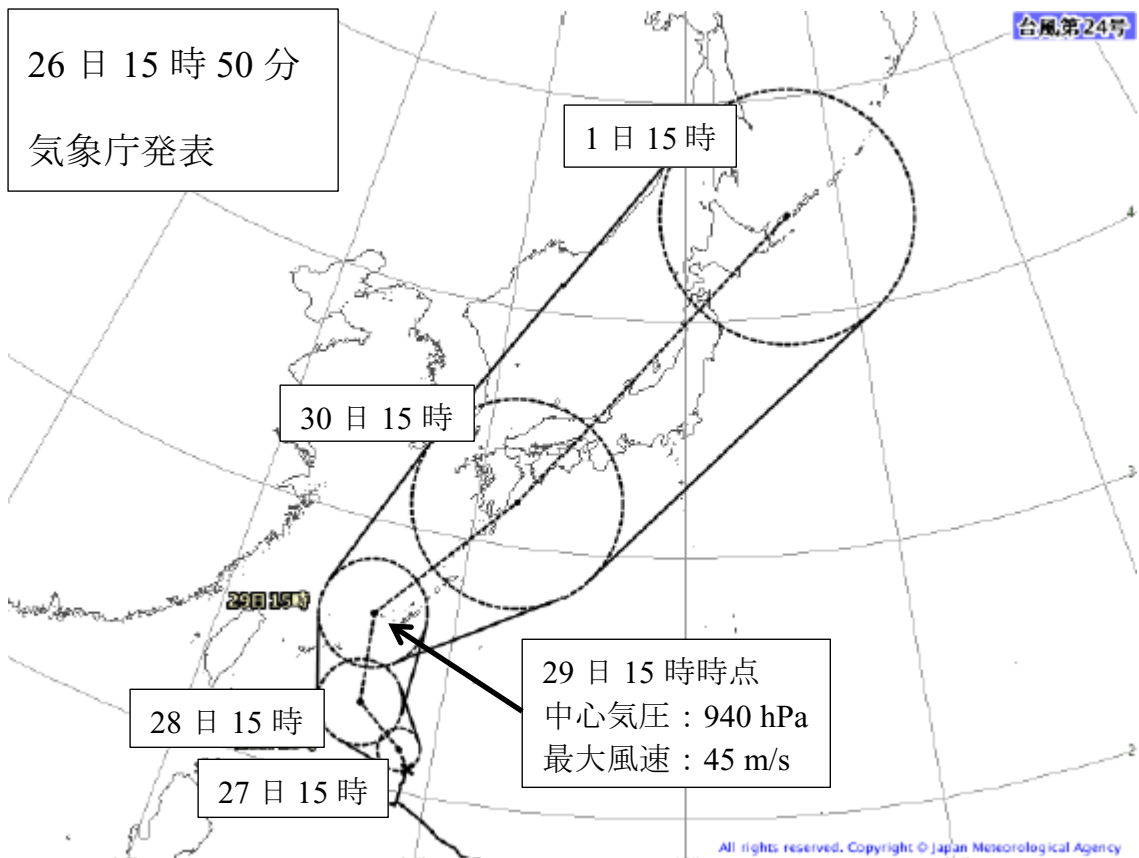 26 日 15 時 50 分
気象庁発表
台風第24号
1 日 15 時
4
30 日 15 時
3
29日15時
29 日 15 時時点
中心気圧：940 hPa
最大風速：45 m/s
28 日 15 時
2
27 日 15 時
All rights reserved. Copyright © Japan Meteorological Agency